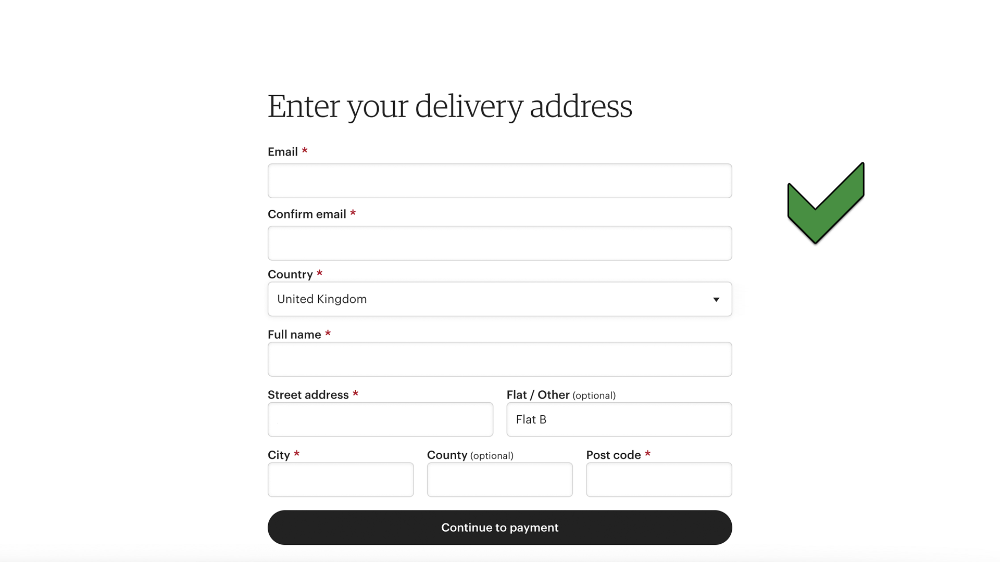 Enter your delivery address
Email *
Confirm email *
Country *
United Kingdom
Full name *
Street address * Flat / Other (optional)
Flat B
City * County (optional) Post code *
Continue to payment